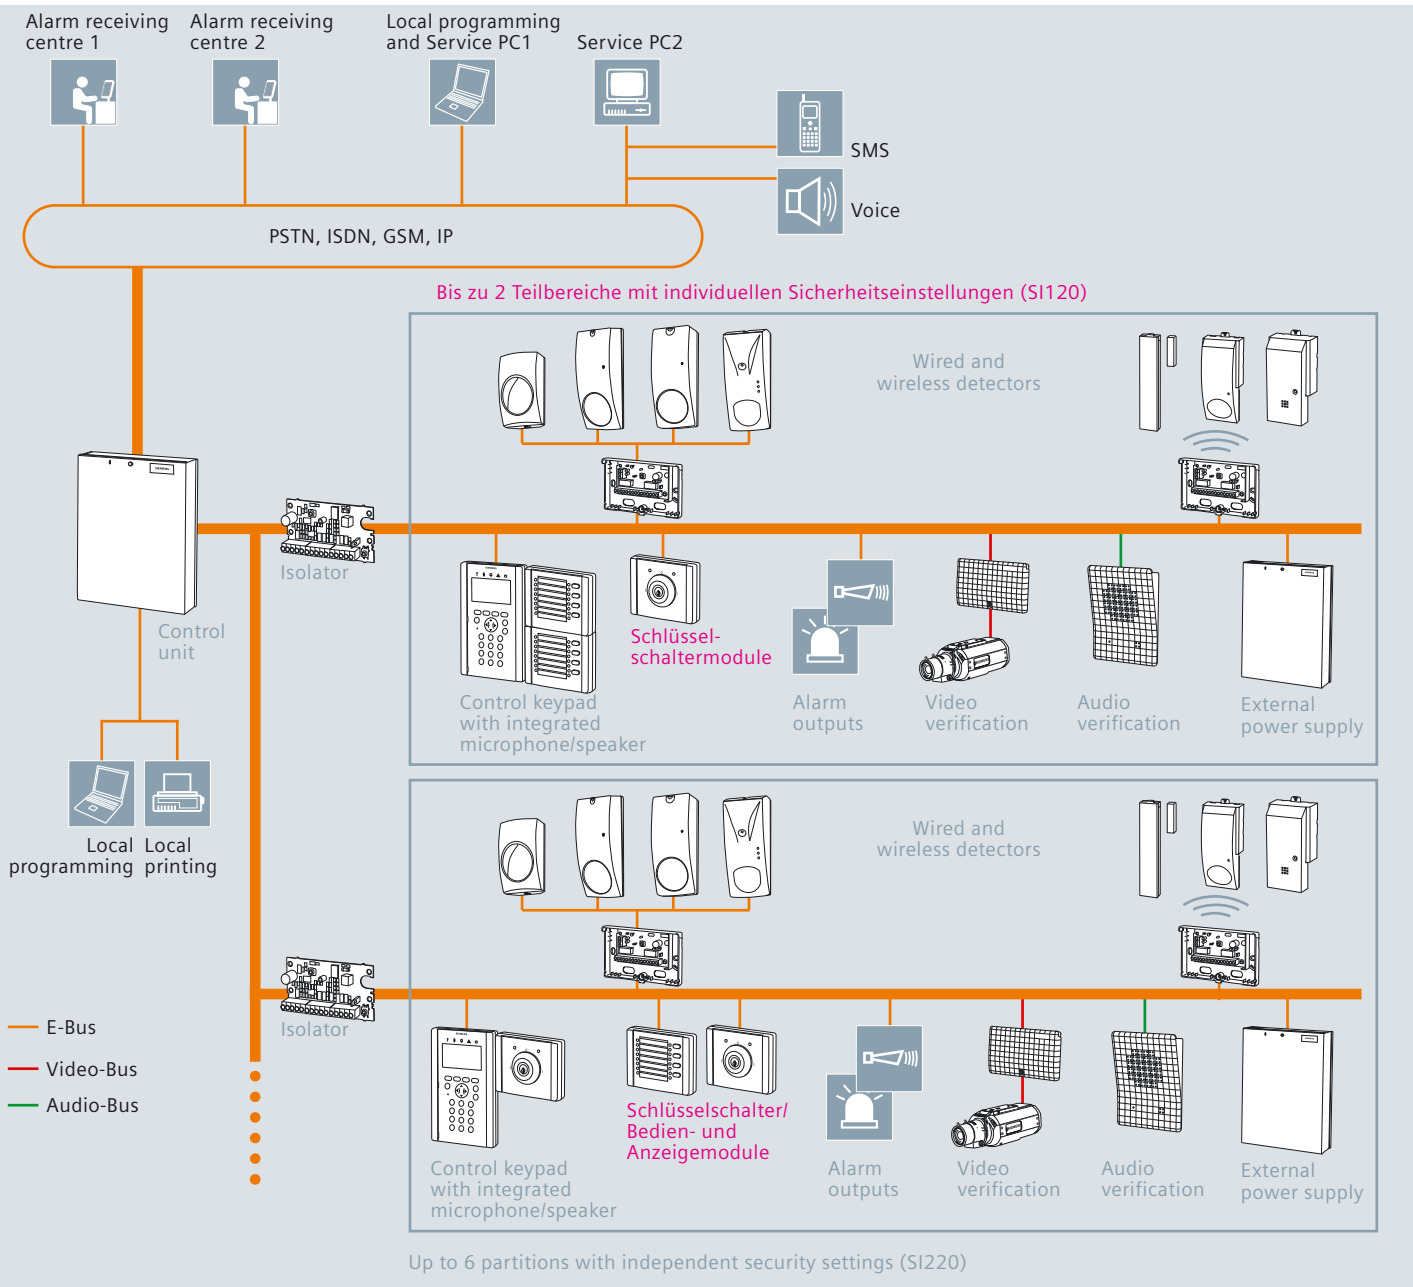 Alarm receiving
centre 1
Alarm receiving
centre 2
Local programming
and Service PC1
Service PC2
SMS
Voice
PSTN, ISDN, GSM, IP
Bis zu 2 Teilbereiche mit individuellen Sicherheitseinstellungen (SI120)
Wired and
wireless detectors
SIEMENS
Isolator
Control
unit
Schlüssel-
schaltermodule
Control keypad
with integrated
microphone/speaker
Alarm
outputs
Video
verification
Audio
verification
External
power supply
Local
programming
Local
printing
Wired and
wireless detectors
Isolator
E-Bus
Video-Bus
Audio-Bus
Schlüsselschalter/
Bedien- und
Anzeigemodule
Control keypad
with integrated
microphone/speaker
Alarm
outputs
Video
verification
Audio
verification
External
power supply
Up to 6 partitions with independent security settings (SI220)